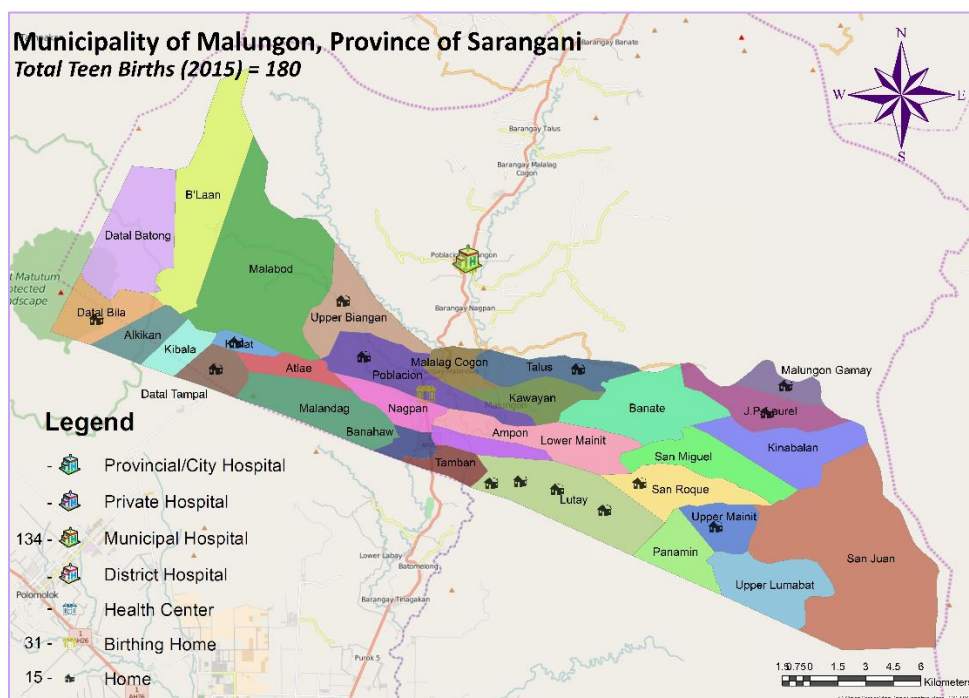 Municipality of Malungon, Province of Sarangani
Total Teen Births (2015) = 180
Barangay Banate
N
W
E
S
Barangay Talus
Barangay Malalag
Cogon
B'Laan
Datal Batong
Malabod
Barangay Nagpan
Upper Biangan
Datal Bila
Alkikan
Kibala
Atlae
Poblacion
Malalag Cogon
Talus
Malungon Gamay
Datal Tampal
Kawayan
Banate
Malandag
Nagpan
Kinabalan
Banahaw
Ampon
Lower Mainit
San Miguel
Tamban
Lutay
San Roque
Upper Mainit
Panamin
San Juan
Upper Lumabat
Legend
- Provincial/City Hospital
- Private Hospital
134 - Municipal Hospital
- District Hospital
- Health Center
31 - Birthing Home
15 - Home
Lower Labay
Batomelong
Polomolok
Barangay Tinagakan
Purok 5
1
AH26
1
AH26
1.5 0.75 0 1.5 3 4.5 6
Kilometers